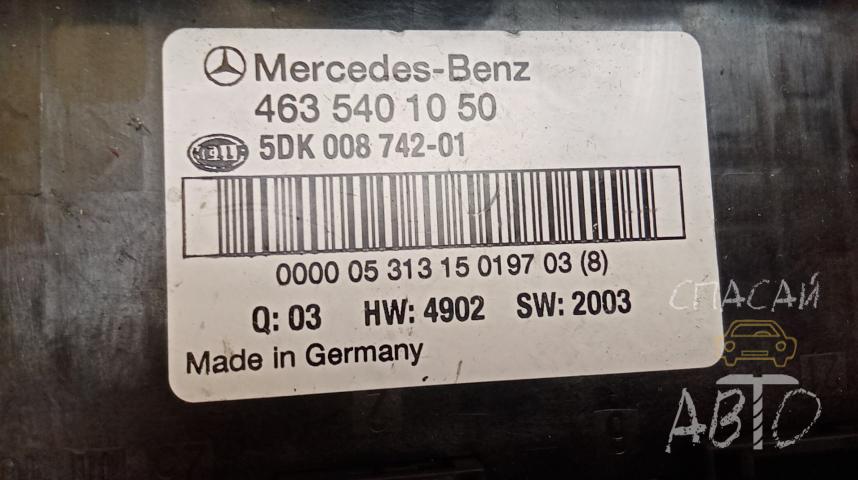 Mercedes-Benz
463 540 10 50
HELLA 5DK 008 742-01
0000 05 313 15 0197 03 (8)
Q: 03 HW: 4902 SW: 2003
Made in Germany
СПАСАЙ
АВТО